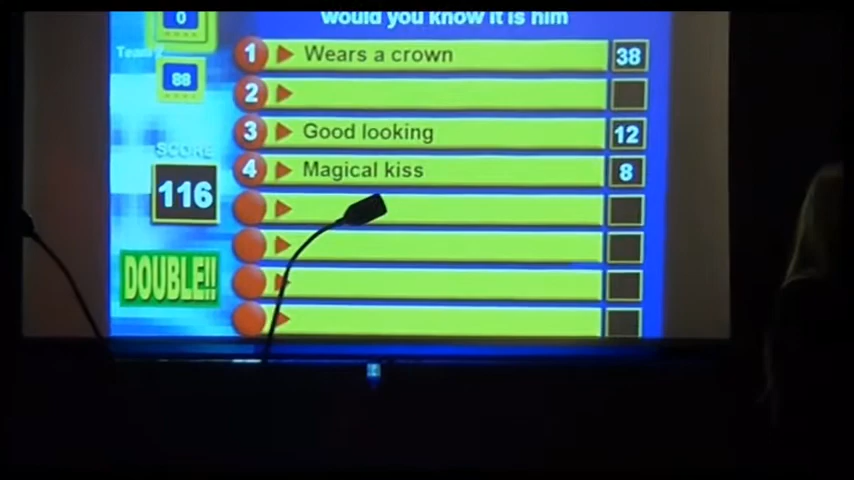 would you know it is him
0
Team 2
88
SCORE
116
DOUBLE!!
1 Wears a crown 38
2
3 Good looking 12
4 Magical kiss 8